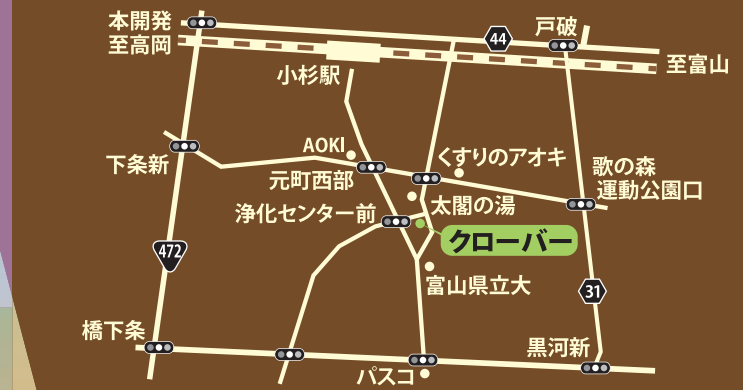 本開発
至高岡
44
戸破
至富山
小杉駅
AOKI
くすりのアオキ
下条新
元町西部
歌の森
運動公園口
浄化センター前
太閤の湯
クローバー
472
富山県立大
31
橋下条
黒河新
パスコ